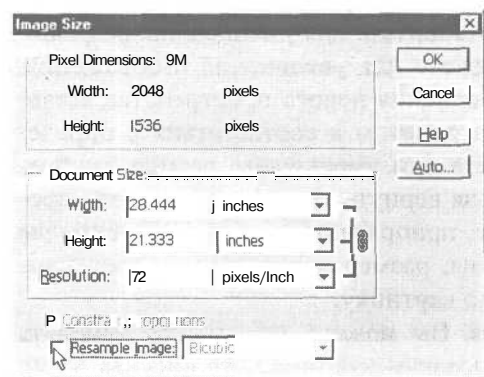 Image Size
Pixel Dimensions: 9M
OK
Width: 2048 pixels
Cancel
Height: 1536 pixels
Help
Document Size:
Auto...
Width: 28.444 inches
Height: 21.333 inches
Resolution: 72 pixels/Inch
Resample Image: Bicubic